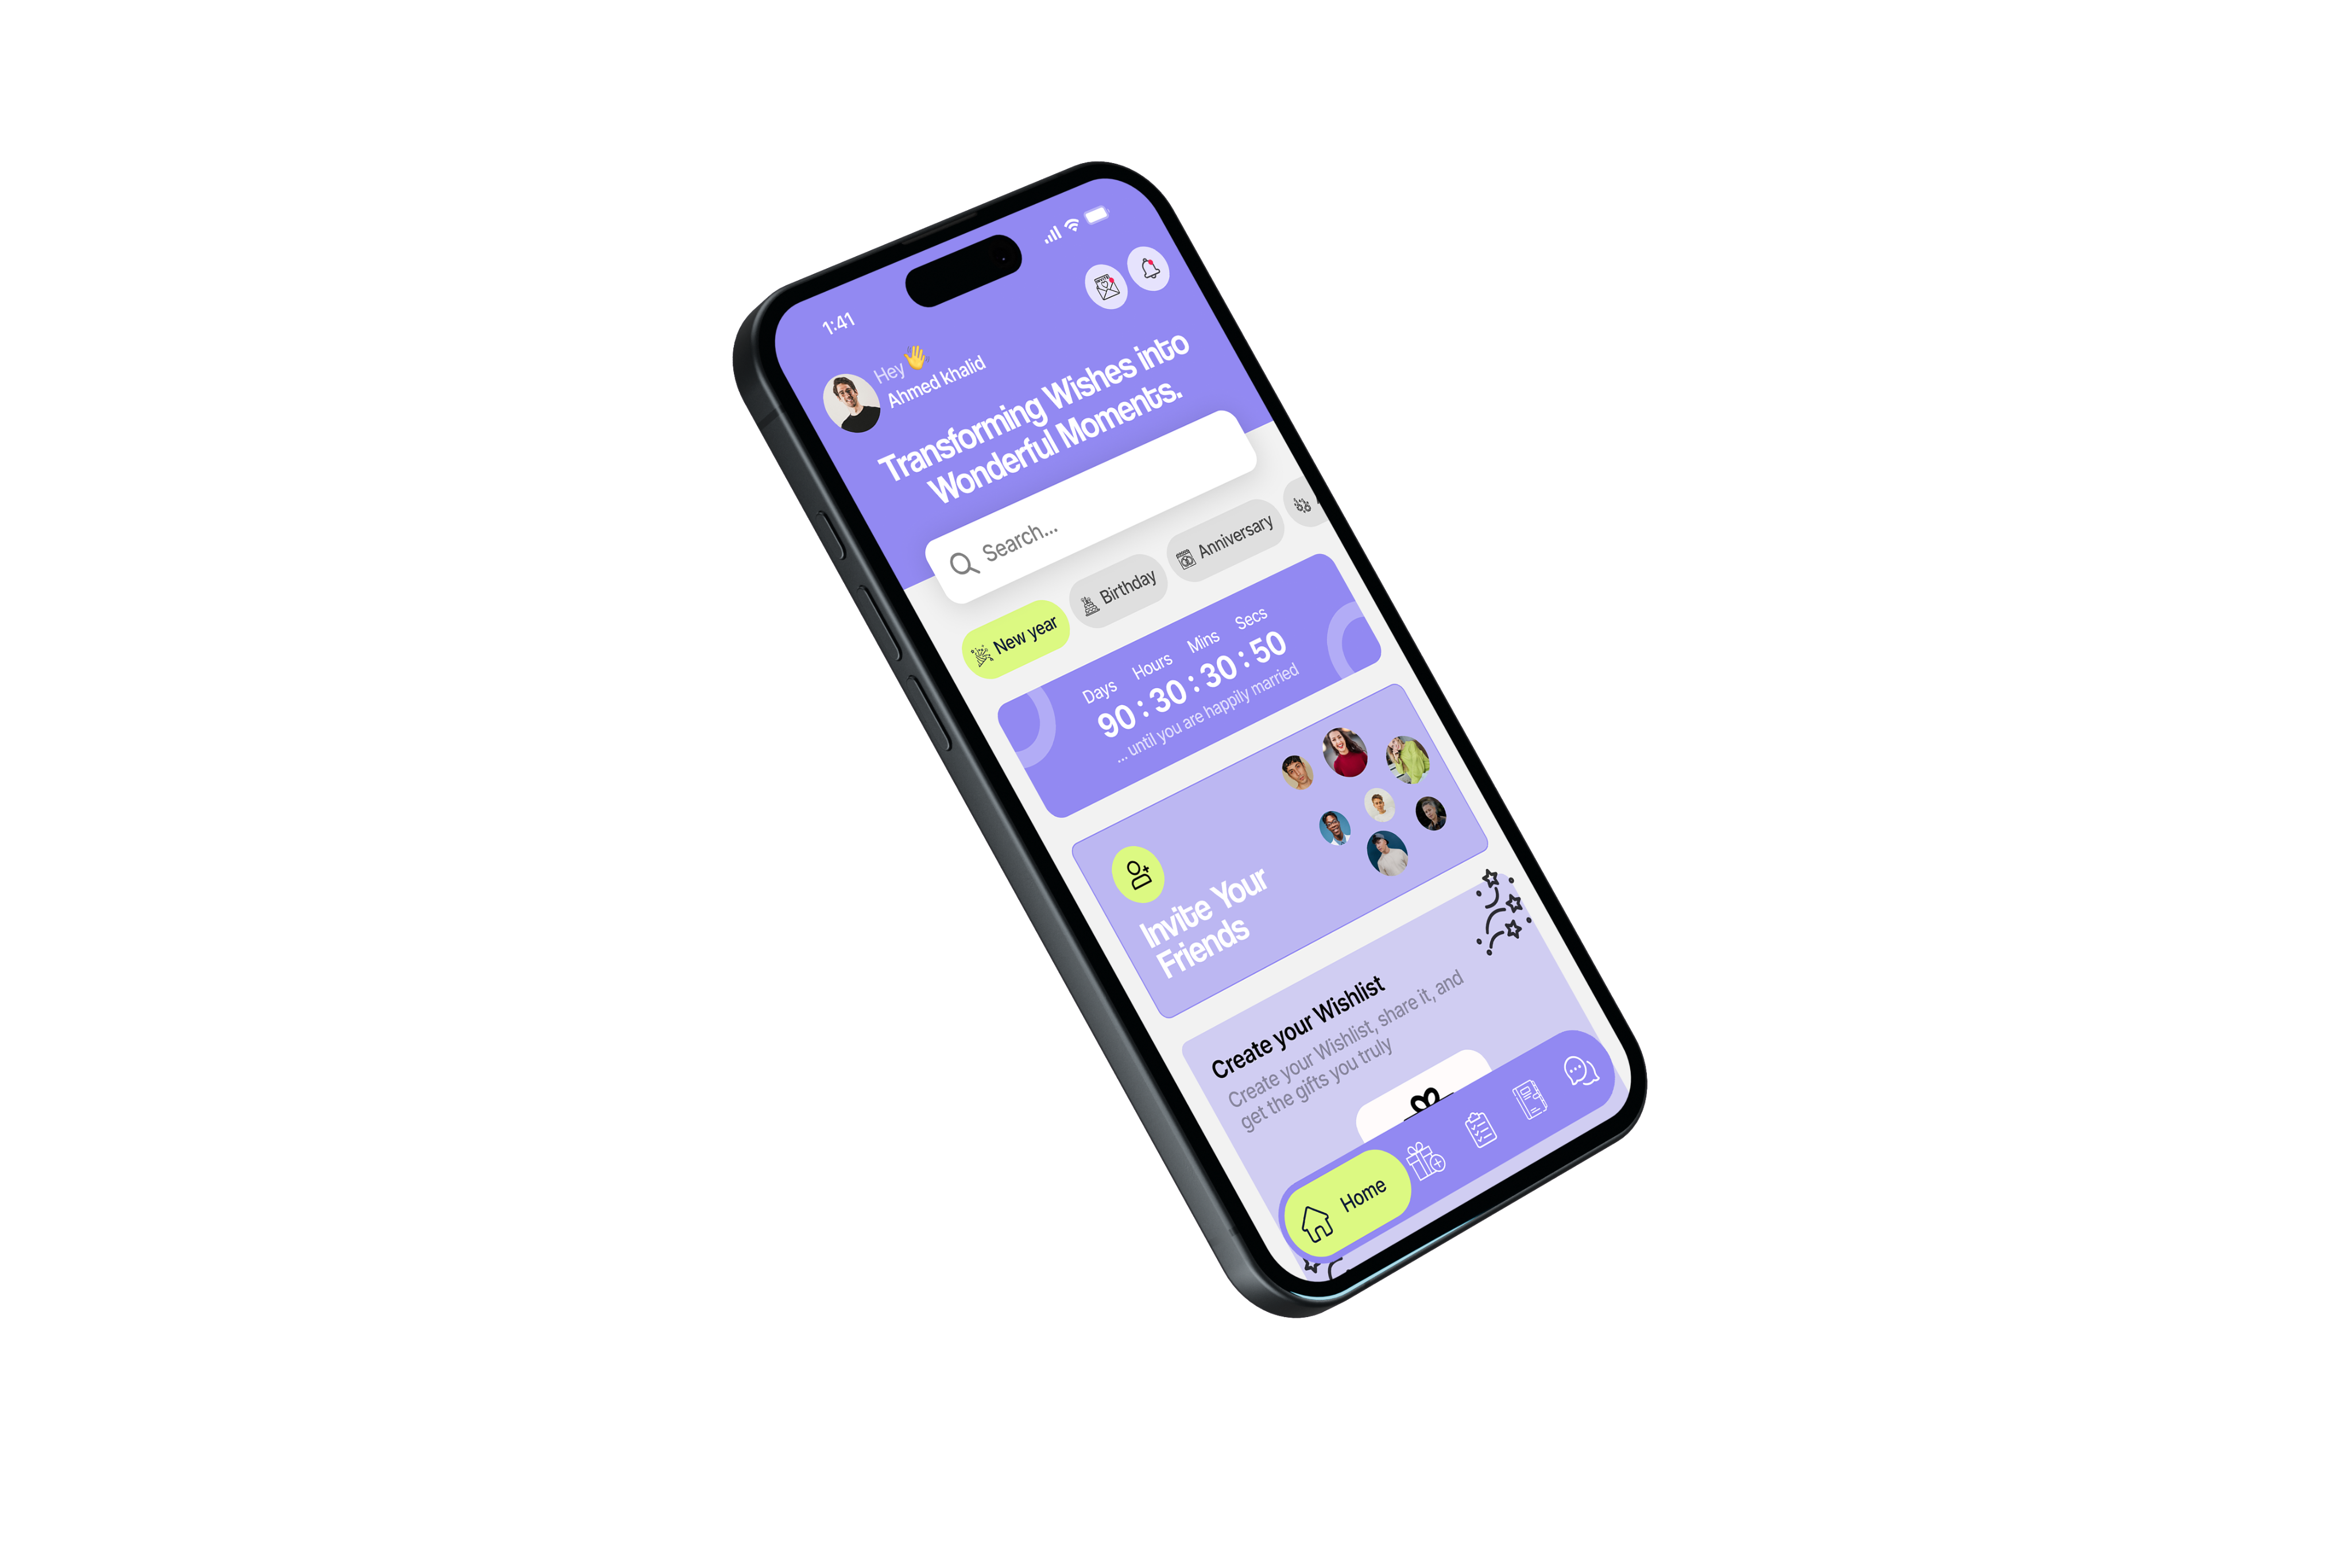 1:41
Hey 👋
Ahmed khalid
Transforming Wishes into
Wonderful Moments.
Search...
New year
Birthday
Anniversary
Days Hours Mins Secs
90 : 30 : 30 : 50
... until you are happily married
Invite Your
Friends
Create your Wishlist
Create your Wishlist, share it, and
get the gifts you truly
Home